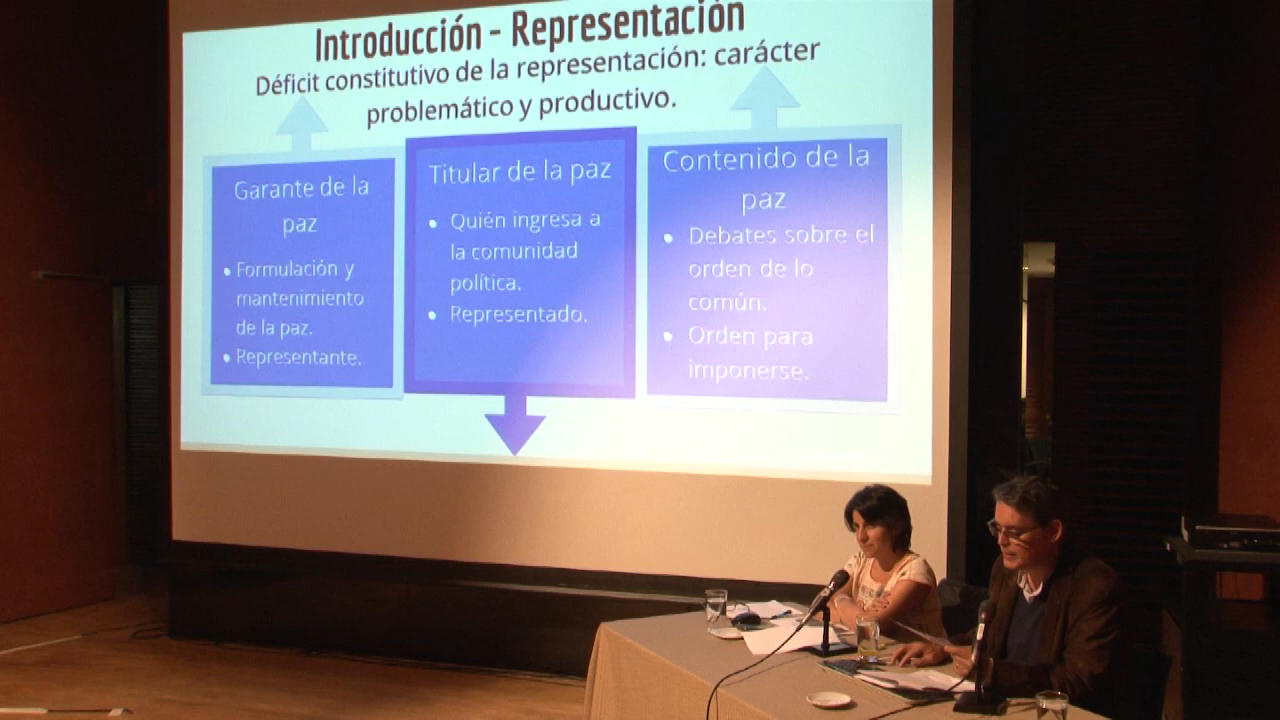 Introducción - Representación
Déficit constitutivo de la representación: carácter
problemático y productivo.
Garante de la
paz
• Formulación y
mantenimiento
de la paz.
• Representante.
Titular de la paz
• Quién ingresa a
la comunidad
política.
• Representado.
Contenido de la
paz
• Debates sobre el
orden de lo
común.
• Orden para
imponerse.